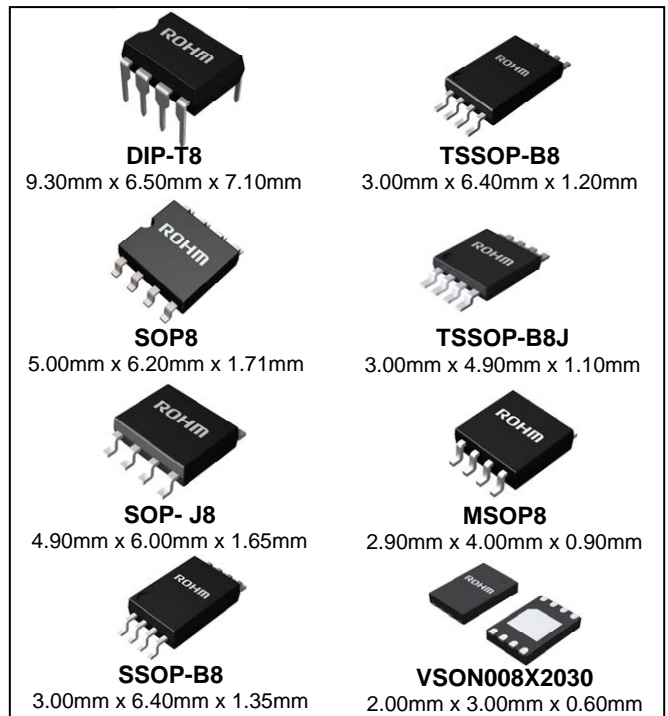 ROHM
DIP-T8
9.30mm x 6.50mm x 7.10mm
ROHM
TSSOP-B8
3.00mm x 6.40mm x 1.20mm
ROHM
SOP8
5.00mm x 6.20mm x 1.71mm
ROHM
TSSOP-B8J
3.00mm x 4.90mm x 1.10mm
ROHM
SOP- J8
4.90mm x 6.00mm x 1.65mm
ROHM
MSOP8
2.90mm x 4.00mm x 0.90mm
ROHM
SSOP-B8
3.00mm x 6.40mm x 1.35mm
ROHM
VSON008X2030
2.00mm x 3.00mm x 0.60mm